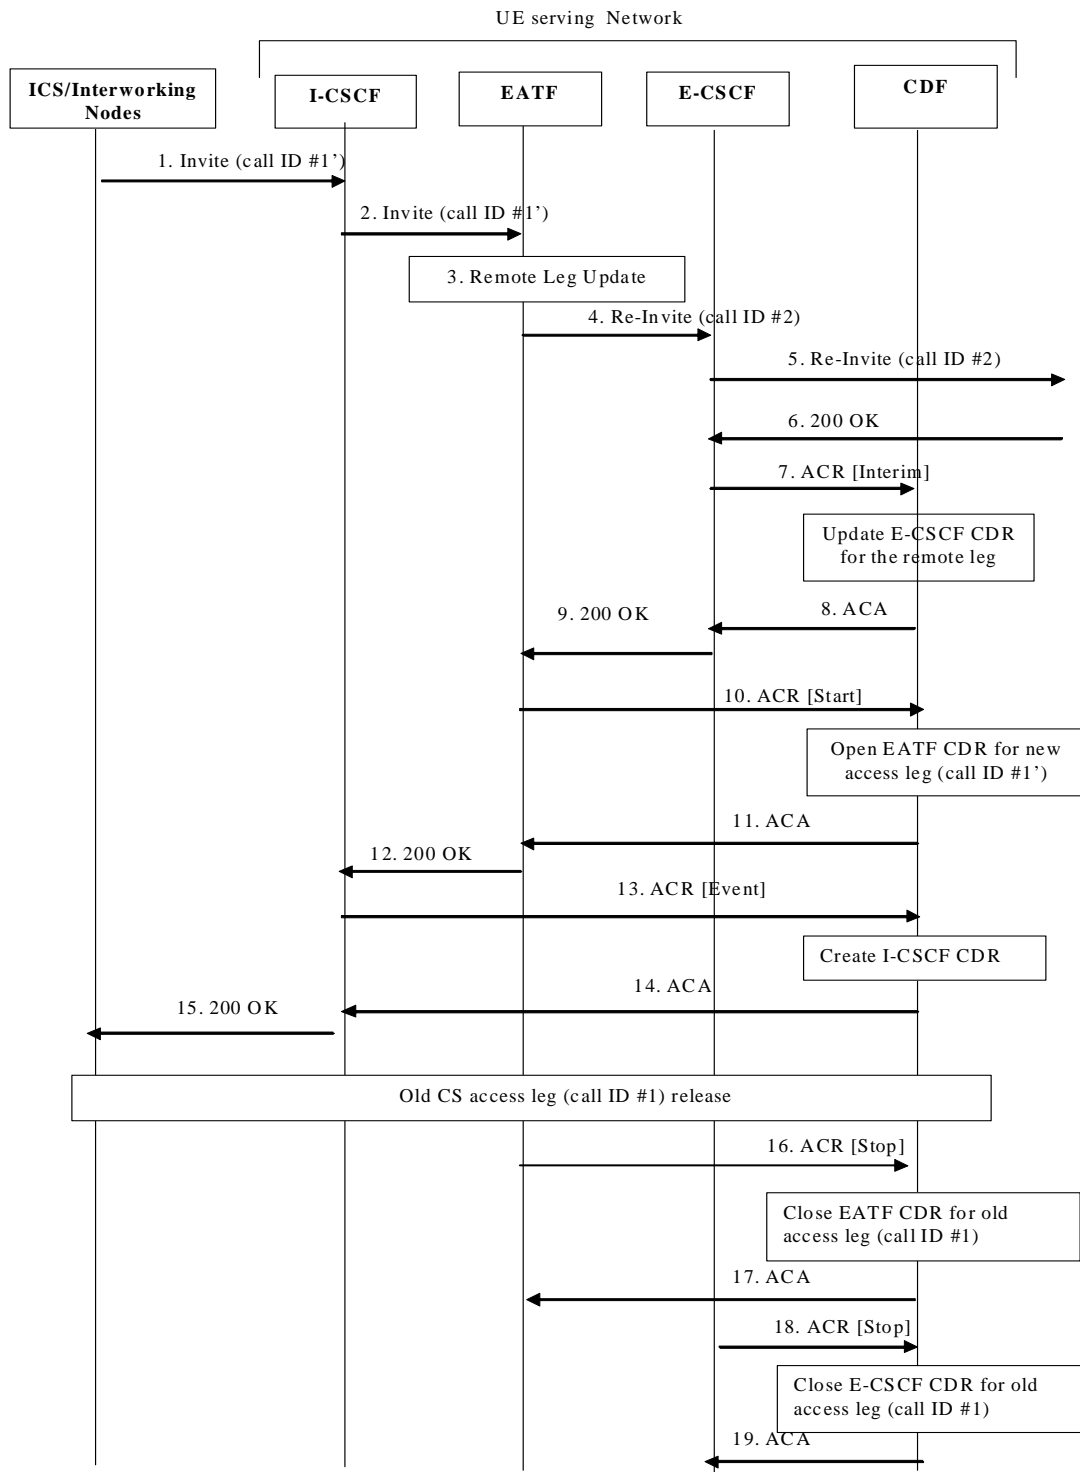 UE serving Network
ICS/Interworking
Nodes
I-CSCF
EATF
E-CSCF
CDF
1. Invite (call ID #1’)
2. Invite (call ID #1’)
3. Remote Leg Update
4. Re-Invite (call ID #2)
5. Re-Invite (call ID #2)
6. 200 OK
7. ACR [Interim]
Update E-CSCF CDR
for the remote leg
8. ACA
9. 200 OK
10. ACR [Start]
Open EATF CDR for new
access leg (call ID #1’)
11. ACA
12. 200 OK
13. ACR [Event]
Create I-CSCF CDR
14. ACA
15. 200 OK
Old CS access leg (call ID #1) release
16. ACR [Stop]
Close EATF CDR for old
access leg (call ID #1)
17. ACA
18. ACR [Stop]
Close E-CSCF CDR for old
access leg (call ID #1)
19. ACA